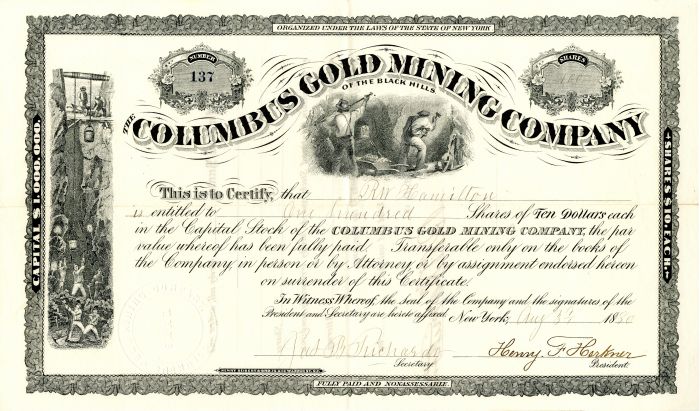 ORGANIZED UNDER THE LAWS OF THE STATE OF NEW YORK
NUMBER
137
SHARES
100
THE
COLUMBUS GOLD MINING COMPANY
OF THE BLACK HILLS
CAPITAL $1.000.000.
SHARES $10. EACH.
This is to Certify, that R W Hamilton
is entitled to One Hundred Shares of Ten Dollars each
in the Capital Stock of the COLUMBUS GOLD MINING COMPANY, the par
value whereof has been fully paid. Transferable only on the books of
the Company, in person or by Attorney or by assignment endorsed hereon
on surrender of this Certificate.
In Witness Whereof, the Seal of the Company and the signatures of the
President and Secretary are hereto affixed. New York, Aug 1880
Henry F. Herkner
Secretary
President
FULLY PAID AND NONASSESSABLE